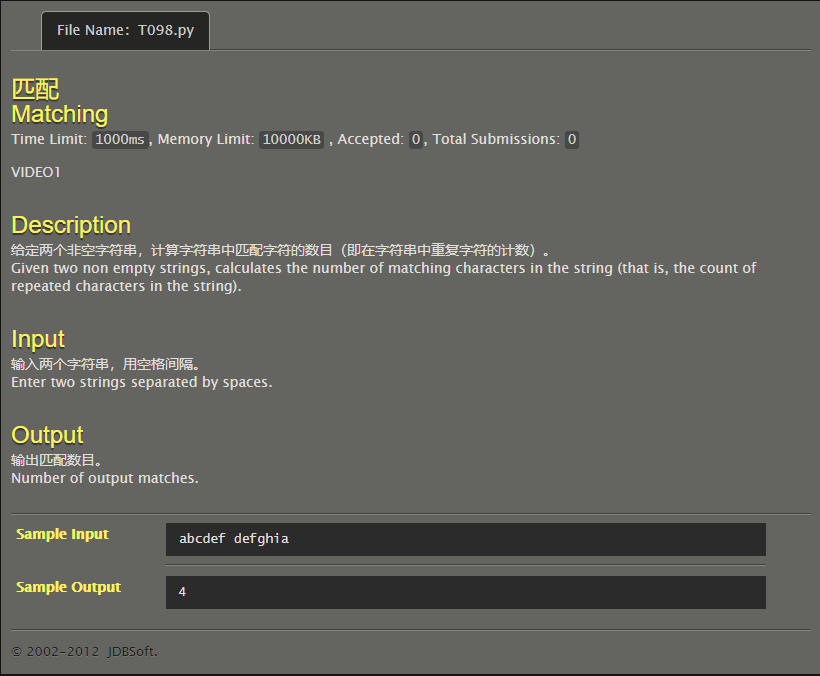 File Name: T098.py
匹配
Matching
Time Limit: 1000ms, Memory Limit: 10000KB , Accepted: 0, Total Submissions: 0
VIDEO1
Description
给定两个非空字符串，计算字符串中匹配字符的数目（即在字符串中重复字符的计数）。
Given two non empty strings, calculates the number of matching characters in the string (that is, the count of
repeated characters in the string).
Input
输入两个字符串，用空格间隔。
Enter two strings separated by spaces.
Output
输出匹配数目。
Number of output matches.
Sample Input
abcdef defghia
Sample Output
4
© 2002-2012 JDBSoft.